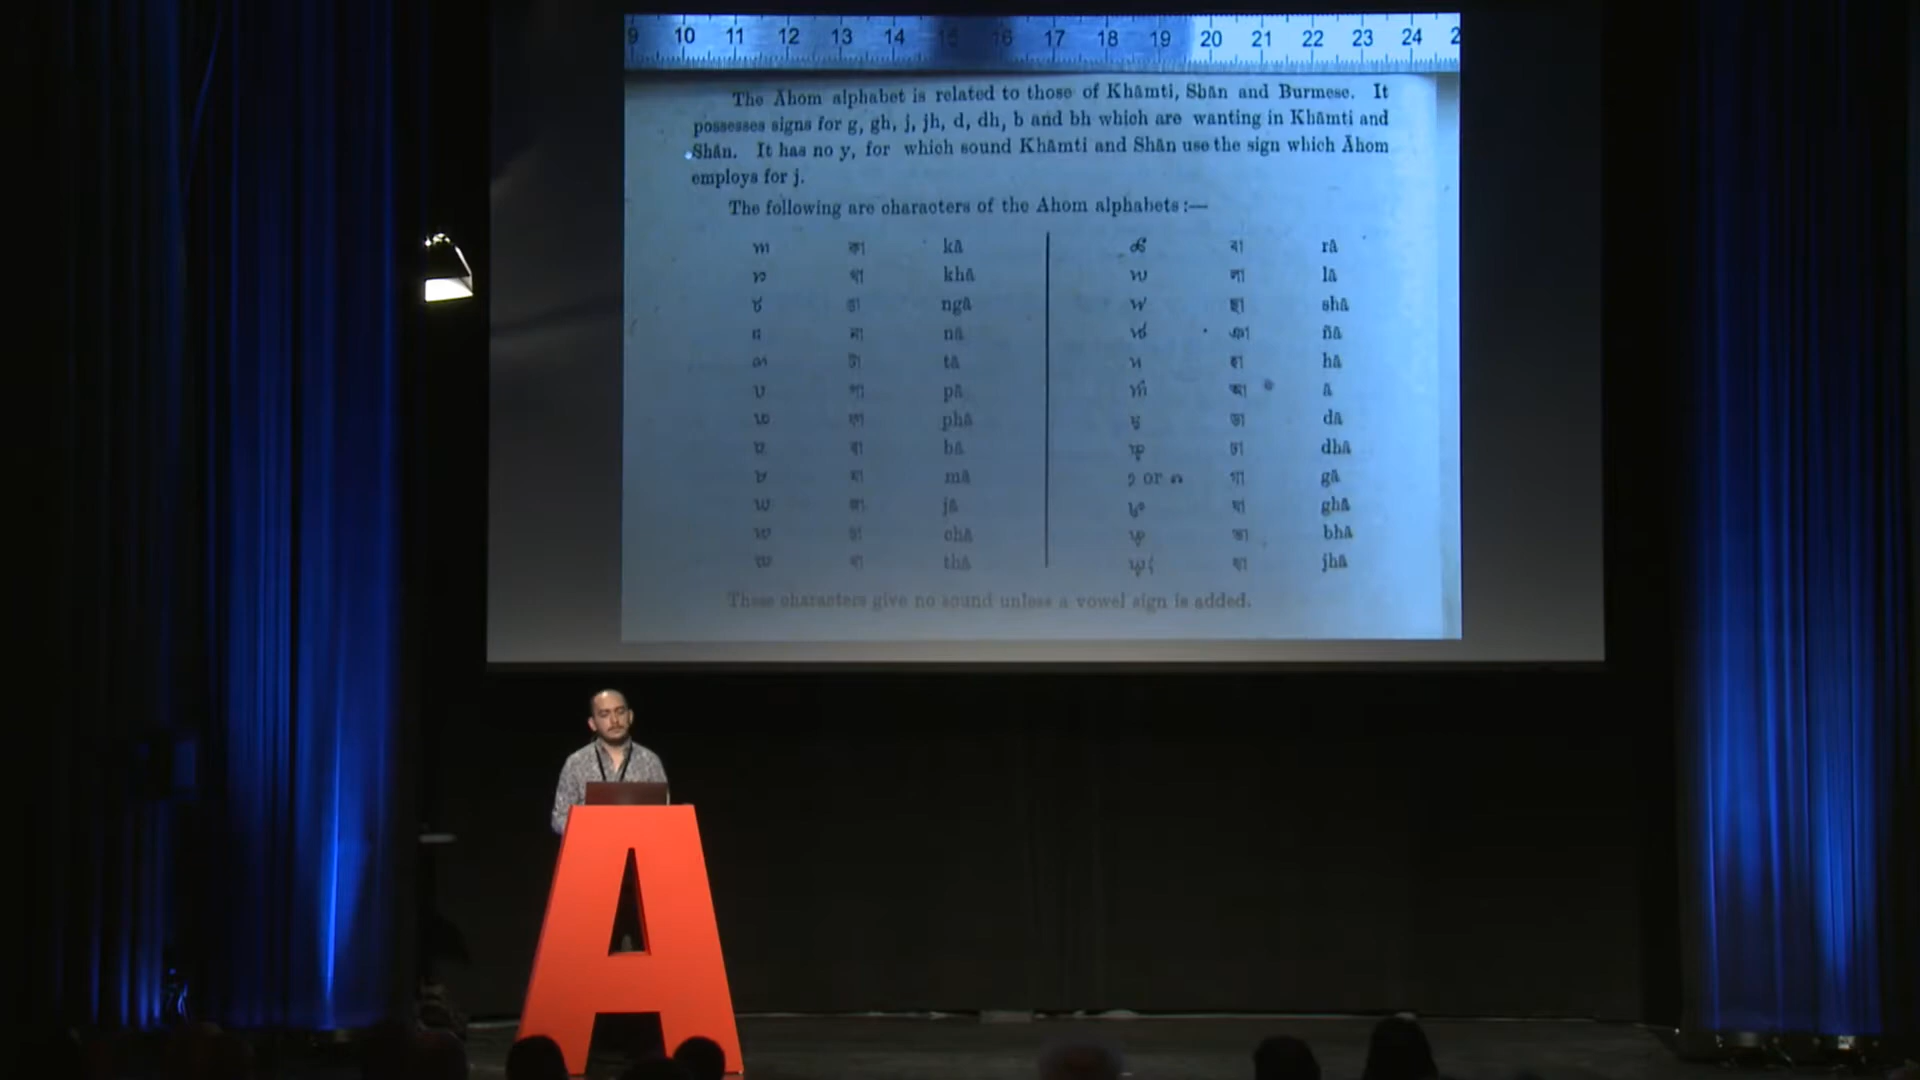 9 10 11 12 13 14 15 16 17 18 19 20 21 22 23 24 2
The Āhom alphabet is related to those of Khāmti, Shān and Burmese. It
possesses signs for g, gh, j, jh, d, dh, b and bh which are wanting in Khāmti and
Shān. It has no y, for which sound Khāmti and Shān use the sign which Āhom
employs for j.
The following are characters of the Ahom alphabets :—
𑜀 কা kā 𑜍 ৰা rā
𑜁 খা khā 𑜎 লা lā
𑜂 ঙা ngā 𑜏 ছা shā
𑜃 না nā 𑜐 ঞা ñā
𑜄 টা tā 𑜑 হা hā
𑜆 পা pā 𑜒 আ ā
𑜇 ফা phā 𑜓 ডা dā
𑜈 বা bā 𑜔 ঢা dhā
𑜉 মা mā or গা gā
𑜊 জা jā 𑜗 ঘা ghā
𑜋 চা chā 𑜘 ভা bhā
𑜌 থা thā 𑜙 ঝা jhā
These characters give no sound unless a vowel sign is added.
A